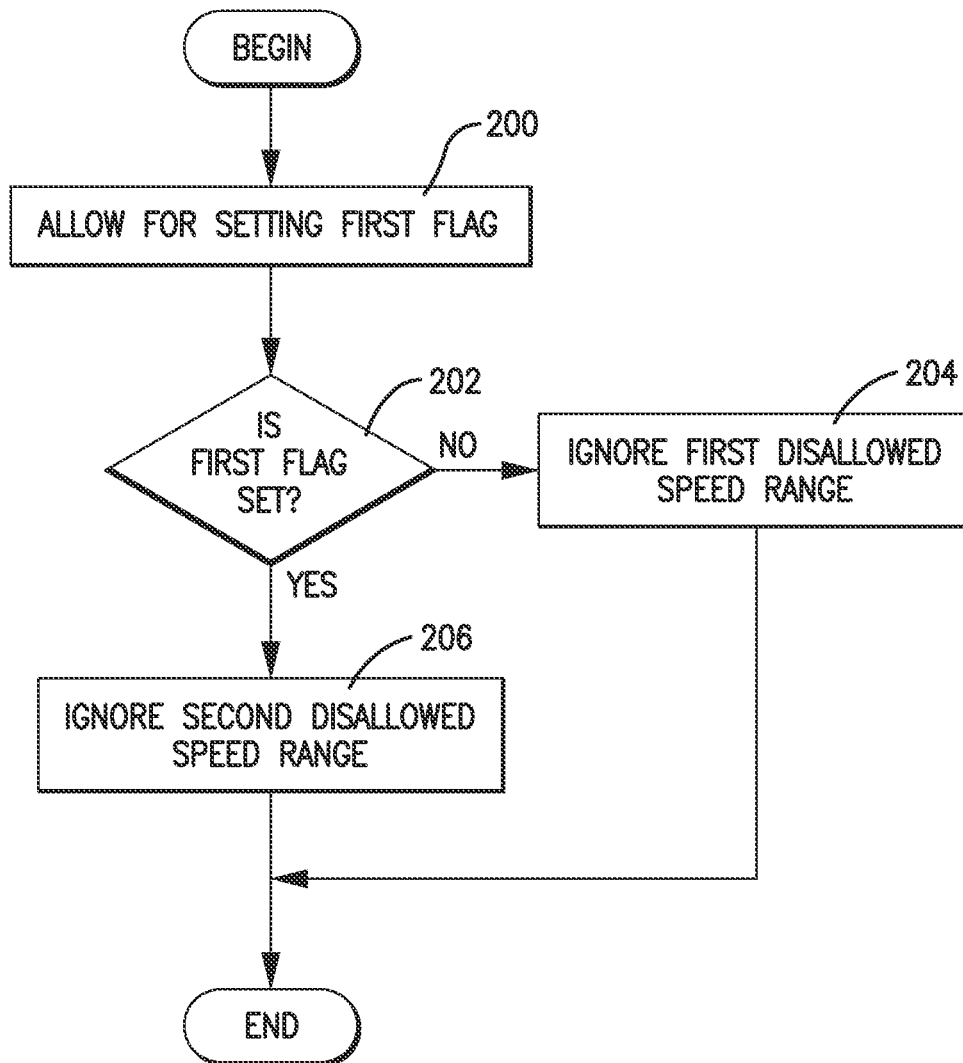 BEGIN
200
ALLOW FOR SETTING FIRST FLAG
202
IS
FIRST FLAG
SET?
NO
204
IGNORE FIRST DISALLOWED
SPEED RANGE
YES
206
IGNORE SECOND DISALLOWED
SPEED RANGE
END